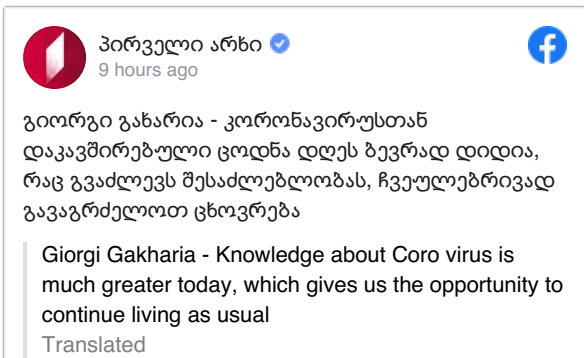 პირველი არხი
9 hours ago
გიორგი გახარია - კორონავირუსთან
დაკავშირებული ცოდნა დღეს ბევრად დიდია,
რაც გვაძლევს შესაძლებლობას, ჩვეულებრივად
გავაგრძელოთ ცხოვრება
Giorgi Gakharia - Knowledge about Coro virus is
much greater today, which gives us the opportunity to
continue living as usual
Translated